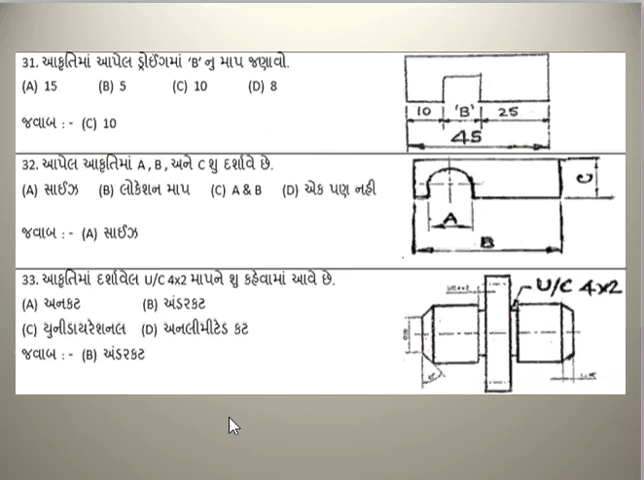 31. આકૃતિમાં આપેલ ડ્રોઈંગમાં ‘B’ નુ માપ જણાવો.
(A) 15 (B) 5 (C) 10 (D) 8
જવાબ : - (C) 10
10 'B' 25
45
32. આપેલ આકૃતિમાં A , B , અને C શુ દર્શાવે છે.
(A) સાઈઝ (B) લોકેશન માપ (C) A & B (D) એક પણ નહી
જવાબ : - (A) સાઈઝ
A
B
C
33. આકૃતિમાં દર્શાવેલ U/C 4x2 માપને શુ કહેવામાં આવે છે.
(A) અનકટ (B) અંડરકટ
(C) યુનીડાયરેશનલ (D) અનલીમીટેડ કટ
જવાબ : - (B) અંડરકટ
U/C 4x2